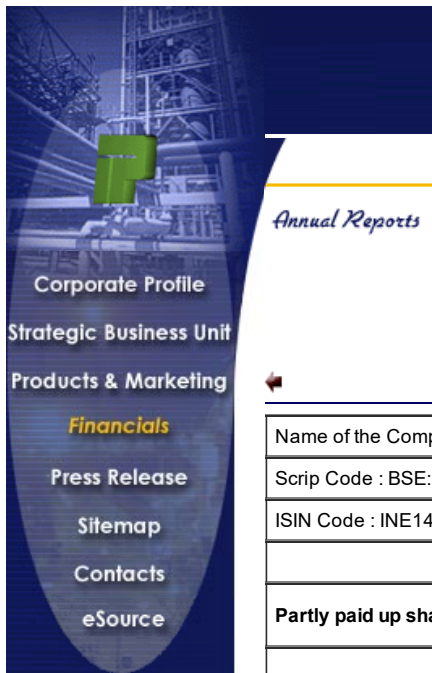 Corporate Profile
Strategic Business Unit
Products & Marketing
Financials
Press Release
Sitemap
Contacts
eSource
Annual Reports
Name of the Comp
Scrip Code : BSE:
ISIN Code : INE14
Partly paid up sha